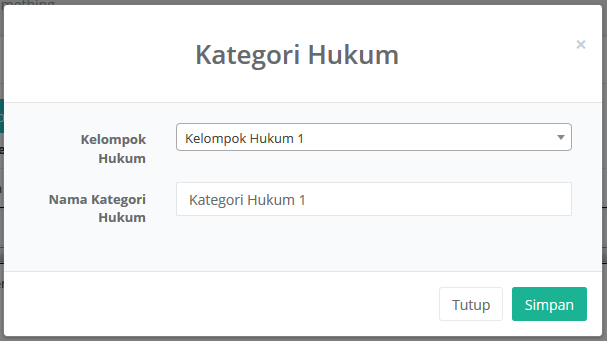 Kategori Hukum
×
Kelompok
Hukum
Kelompok Hukum 1
Nama Kategori
Hukum
Kategori Hukum 1
Tutup
Simpan